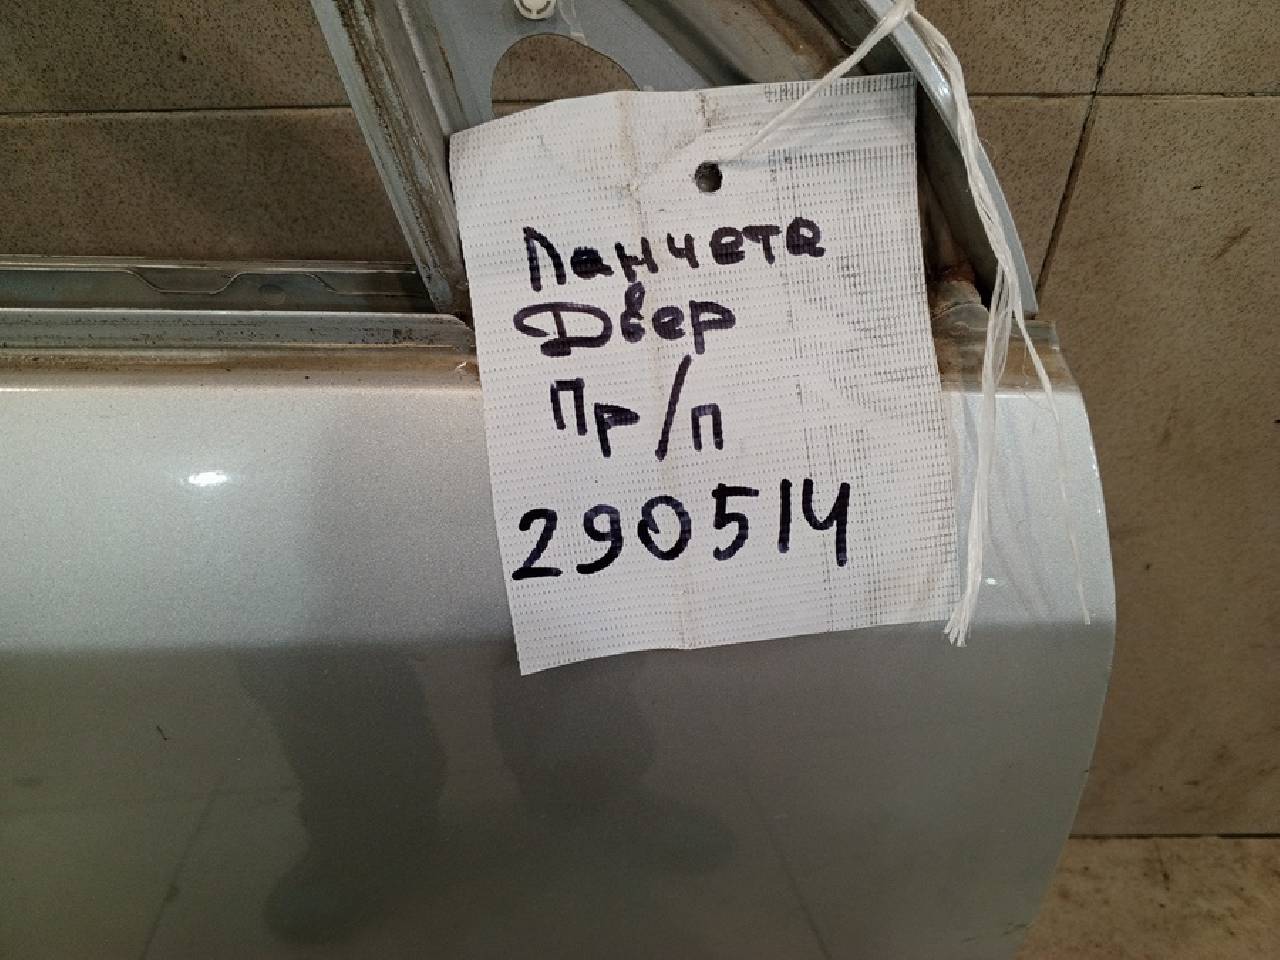 Ланчета
Двер
Пр/п
290514